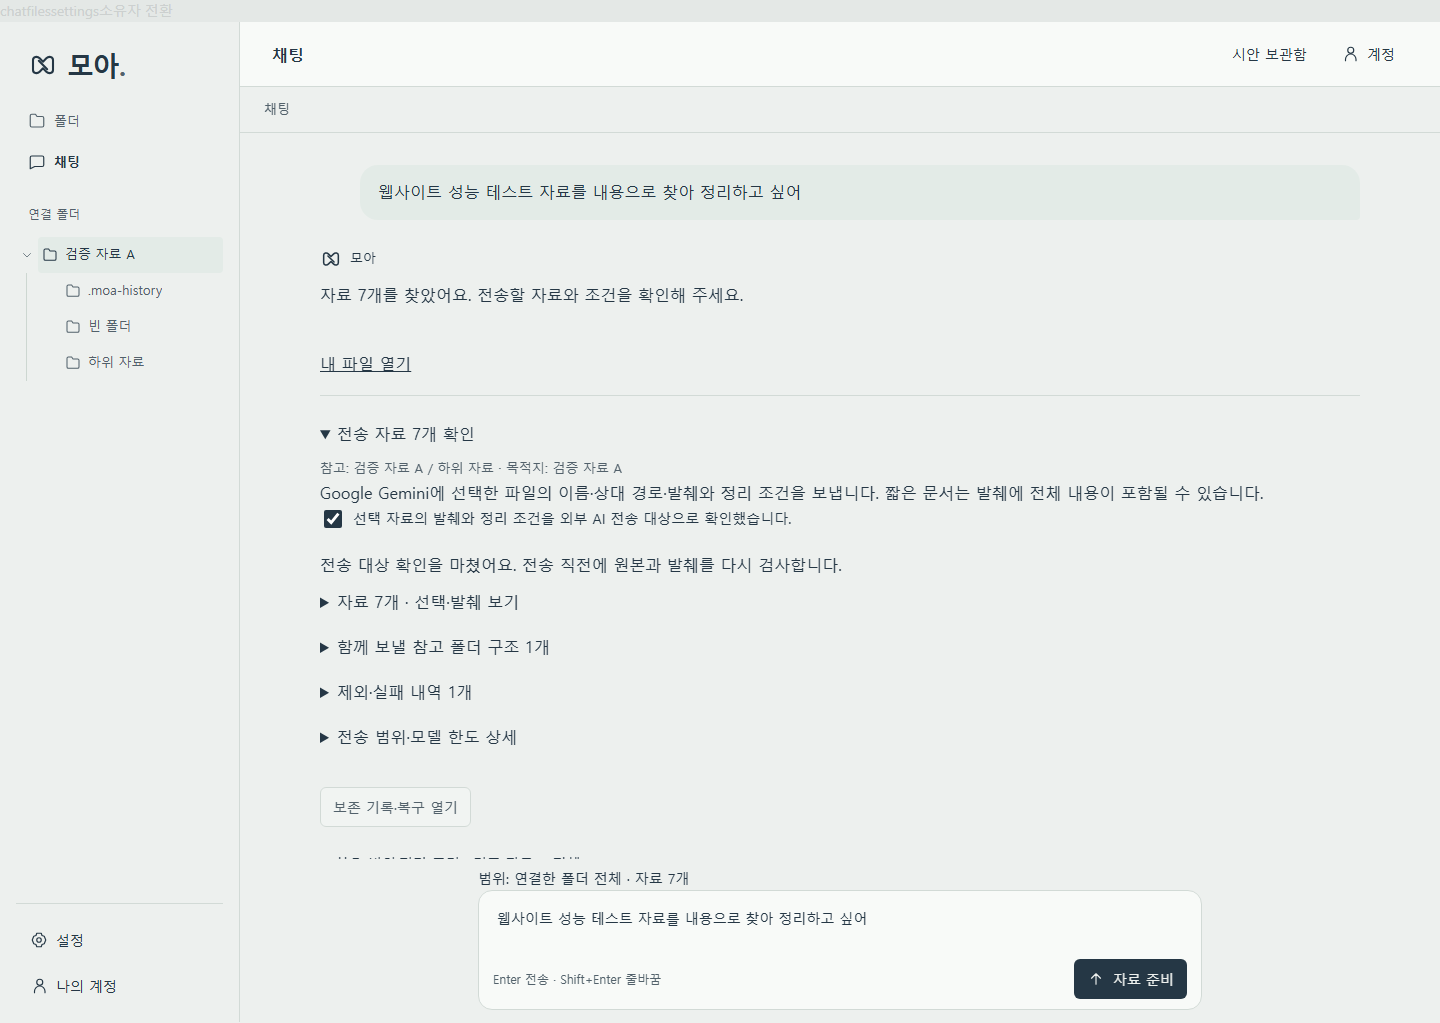 chatfilessettings소유자 전환
모아.
폴더
채팅
연결 폴더
검증 자료 A
.moa-history
빈 폴더
하위 자료
설정
나의 계정
채팅
시안 보관함
계정
채팅
웹사이트 성능 테스트 자료를 내용으로 찾아 정리하고 싶어
모아
자료 7개를 찾았어요. 전송할 자료와 조건을 확인해 주세요.
내 파일 열기
▼ 전송 자료 7개 확인
참고: 검증 자료 A / 하위 자료 · 목적지: 검증 자료 A
Google Gemini에 선택한 파일의 이름·상대 경로·발췌와 정리 조건을 보냅니다. 짧은 문서는 발췌에 전체 내용이 포함될 수 있습니다.
선택 자료의 발췌와 정리 조건을 외부 AI 전송 대상으로 확인했습니다.
전송 대상 확인을 마쳤어요. 전송 직전에 원본과 발췌를 다시 검사합니다.
▶ 자료 7개 · 선택·발췌 보기
▶ 함께 보낼 참고 폴더 구조 1개
▶ 제외·실패 내역 1개
▶ 전송 범위·모델 한도 상세
보존 기록·복구 열기
범위: 연결한 폴더 전체 · 자료 7개
웹사이트 성능 테스트 자료를 내용으로 찾아 정리하고 싶어
Enter 전송 · Shift+Enter 줄바꿈
자료 준비